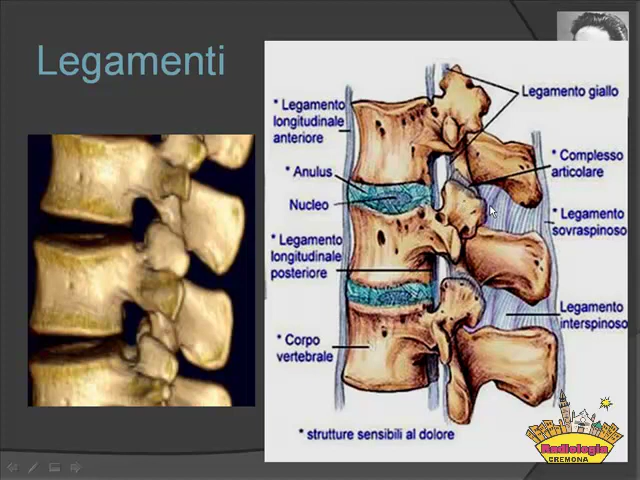 Legamenti
* Legamento
longitudinale
anteriore
* Anulus
Nucleo
* Legamento
longitudinale
posteriore
* Corpo
vertebrale
Legamento giallo
* Complesso
articolare
* Legamento
sovraspinoso
Legamento
interspinoso
* strutture sensibili al dolore
Radiologia
CREMONA